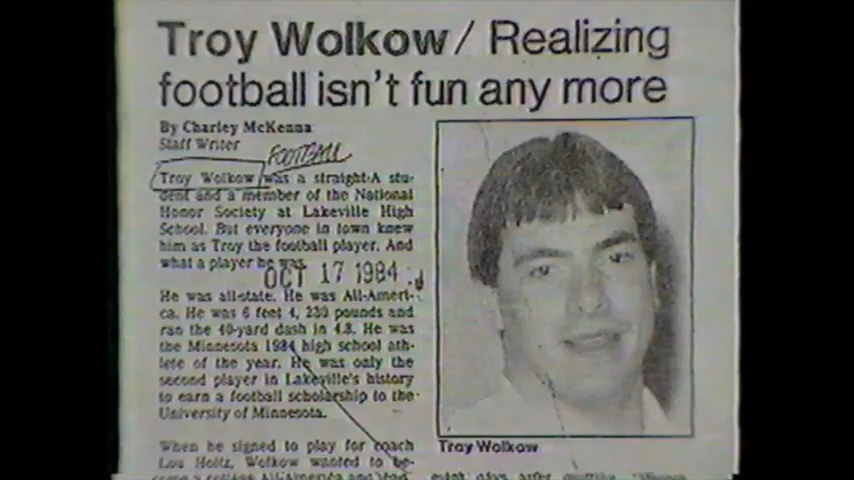 Troy Wolkow / Realizing
football isn't fun any more
By Charley McKenna
Staff Writer
FOOTBALL
Troy Wolkow was a straight-A stu-
dent and a member of the National
Honor Society at Lakeville High
School. But everyone in town knew
him as Troy the football player. And
what a player he was.
OCT 17 1984
He was all-state. He was All-Ameri-
ca. He was 6 feet 4, 230 pounds and
ran the 40-yard dash in 4.8. He was
the Minnesota 1984 high school ath-
lete of the year. He was only the
second player in Lakeville's history
to earn a football scholarship to the
University of Minnesota.
When he signed to play for coach
Lou Holtz, Wolkow wanted to be-
come a college All-America and
Troy Wolkow